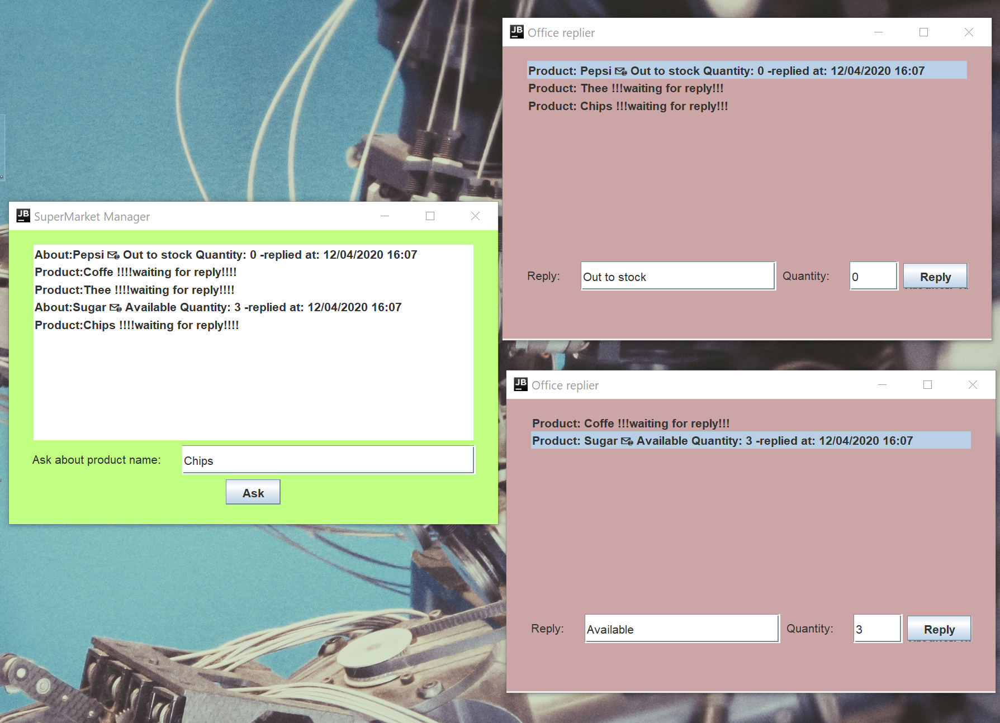 JB SuperMarket Manager
About:Pepsi Out to stock Quantity: 0 -replied at: 12/04/2020 16:07
Product:Coffe !!!!waiting for reply!!!!
Product:Thee !!!!waiting for reply!!!!
About:Sugar Available Quantity: 3 -replied at: 12/04/2020 16:07
Product:Chips !!!!waiting for reply!!!!
Ask about product name: Chips
Ask
JB Office replier
Product: Pepsi Out to stock Quantity: 0 -replied at: 12/04/2020 16:07
Product: Thee !!!waiting for reply!!!
Product: Chips !!!waiting for reply!!!
Reply: Out to stock Quantity: 0 Reply
JB Office replier
Product: Coffe !!!waiting for reply!!!
Product: Sugar Available Quantity: 3 -replied at: 12/04/2020 16:07
Reply: Available Quantity: 3 Reply